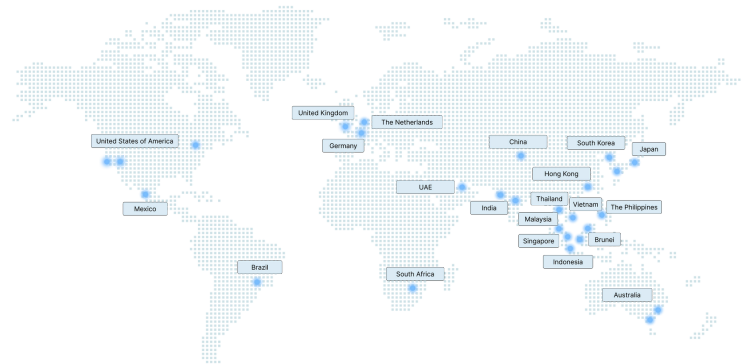 United Kingdom
The Netherlands
United States of America
Germany
China
South Korea
Japan
Hong Kong
UAE
India
Thailand
Vietnam
The Philippines
Mexico
Malaysia
Singapore
Brunei
Indonesia
Brazil
South Africa
Australia